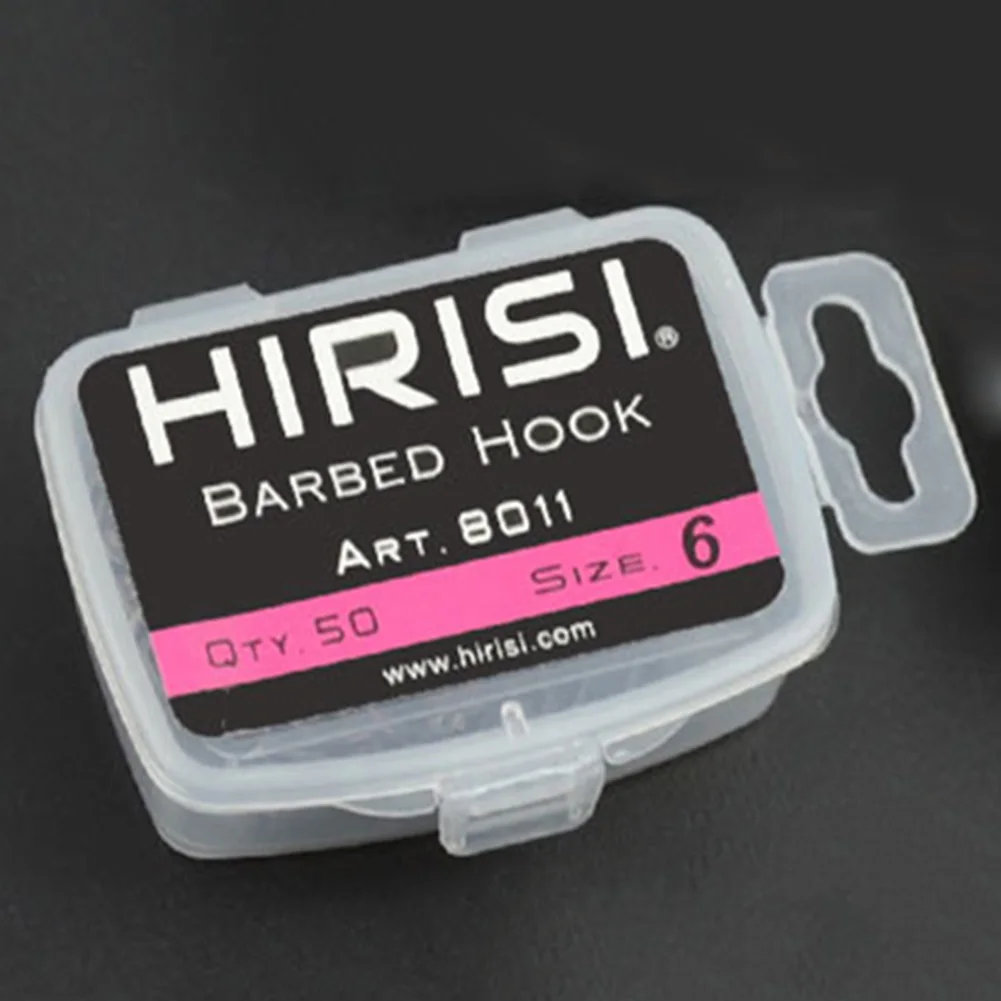 HIRISI®
BARBED HOOK
ART. 8011
QTY. 50 SIZE. 6
www.hirisi.com